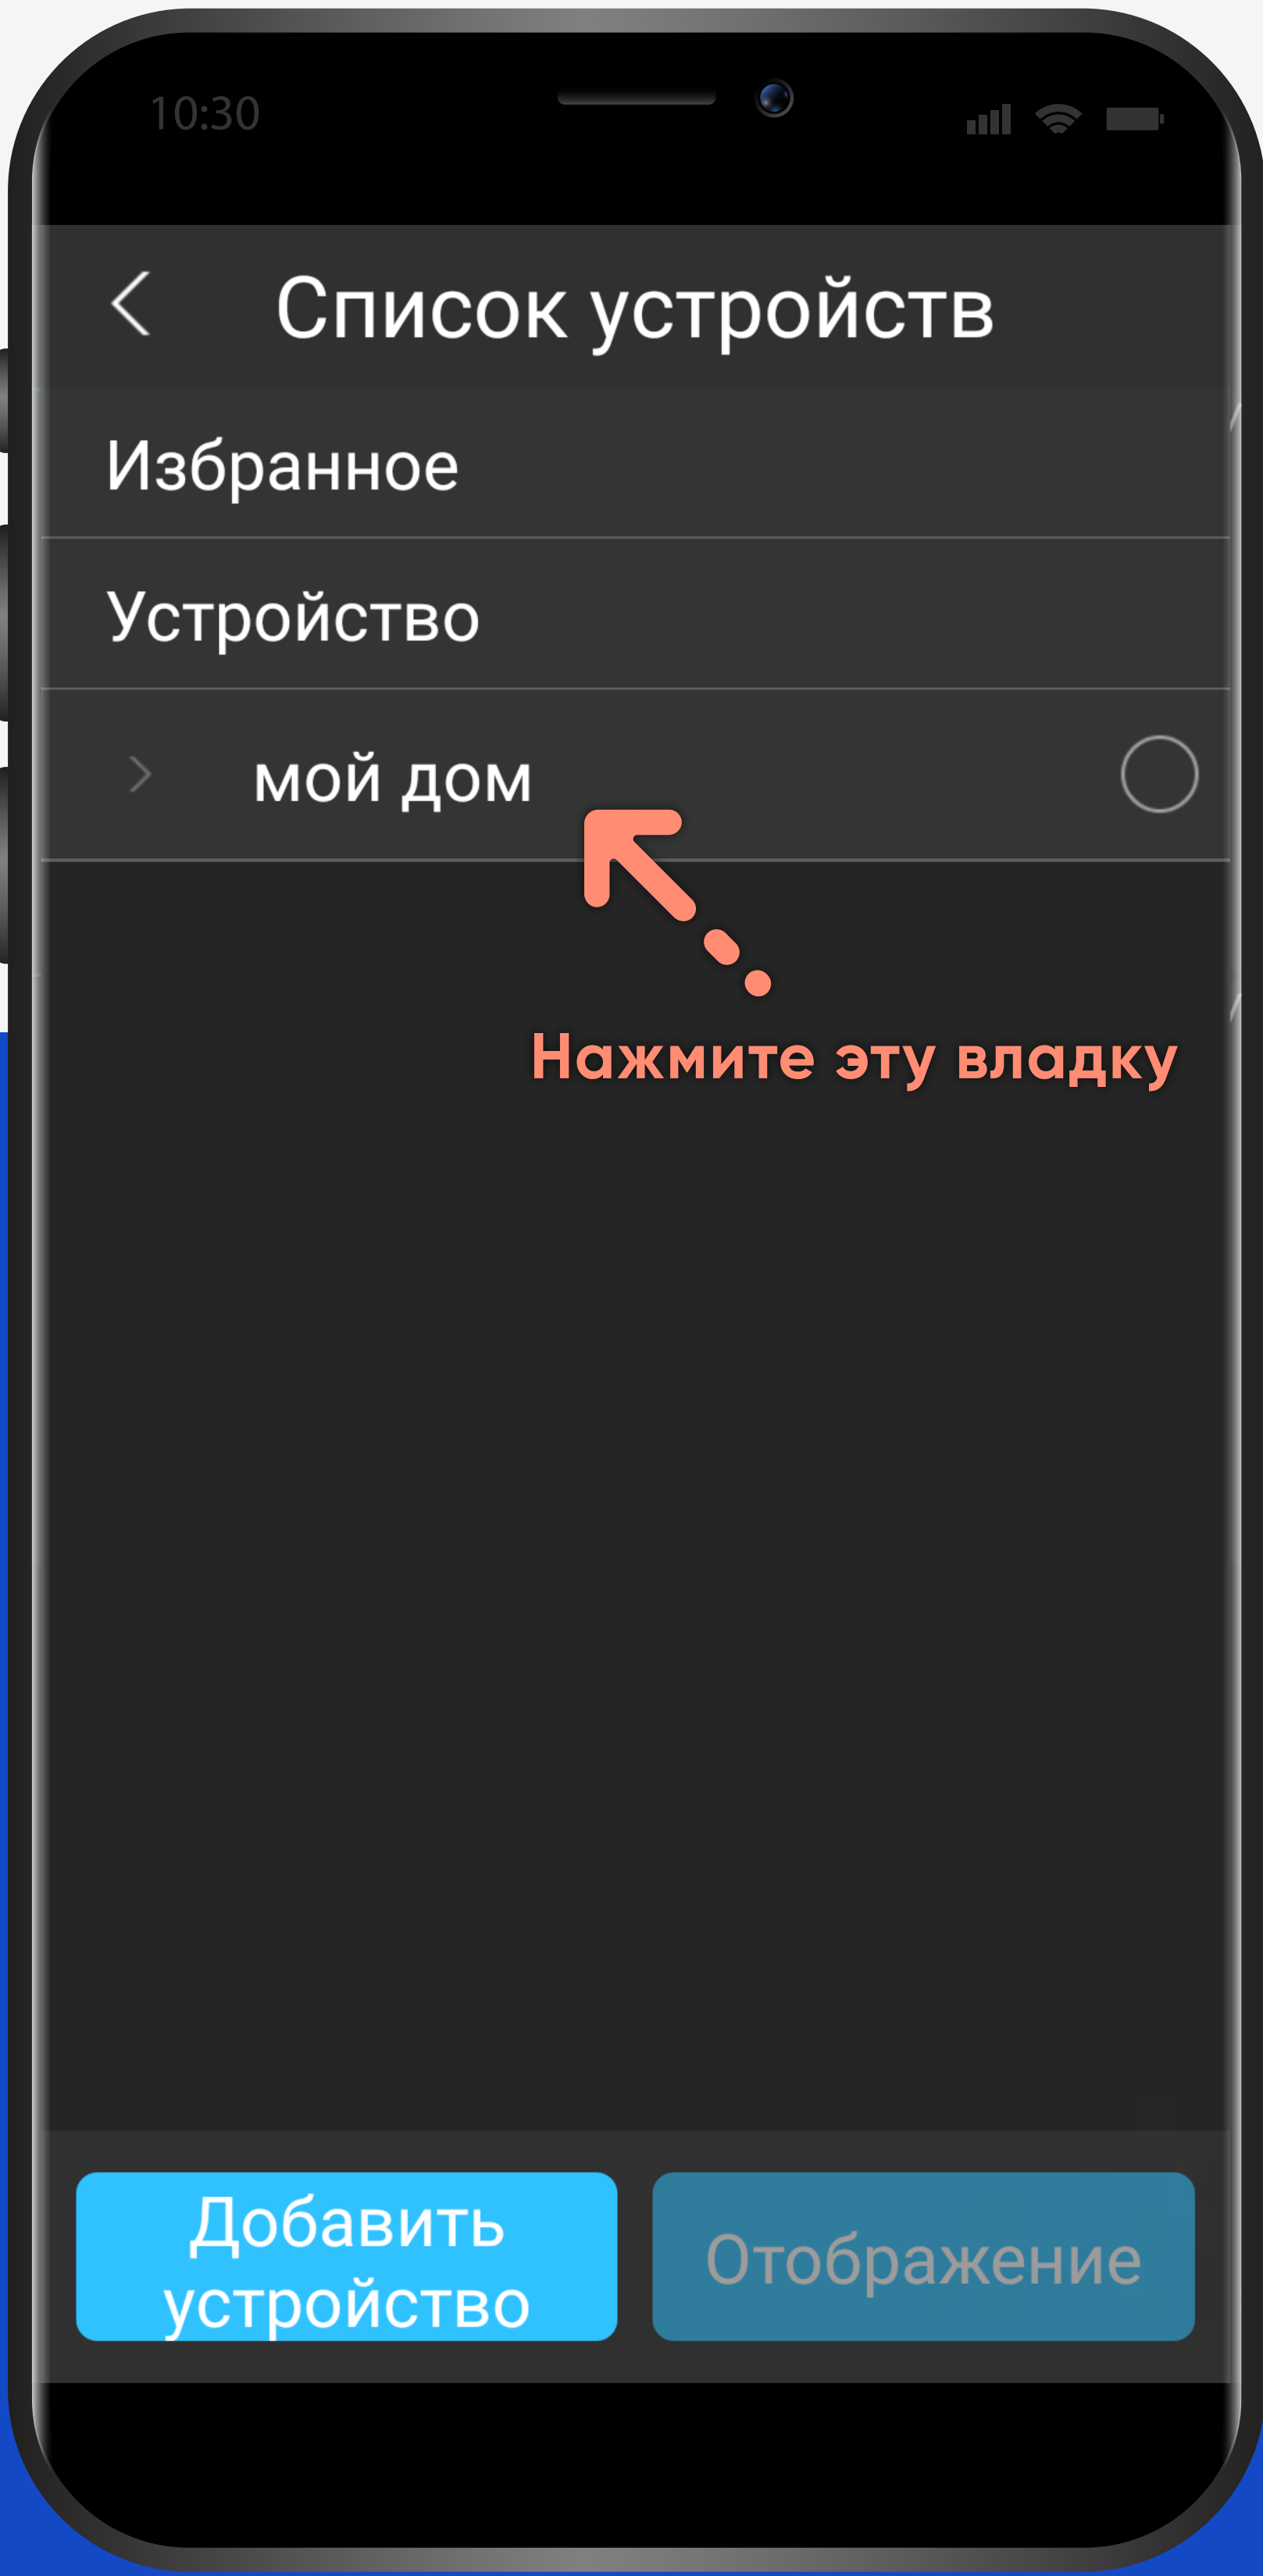 10:30
Список устройств
Избранное
Устройство
мой дом
Нажмите эту владку
Добавить
устройство
Отображение